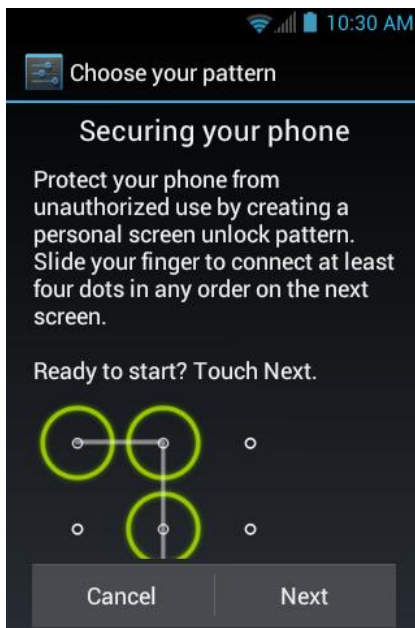 10:30 AM
Choose your pattern
Securing your phone
Protect your phone from
unauthorized use by creating a
personal screen unlock pattern.
Slide your finger to connect at least
four dots in any order on the next
screen.
Ready to start? Touch Next.
Cancel Next